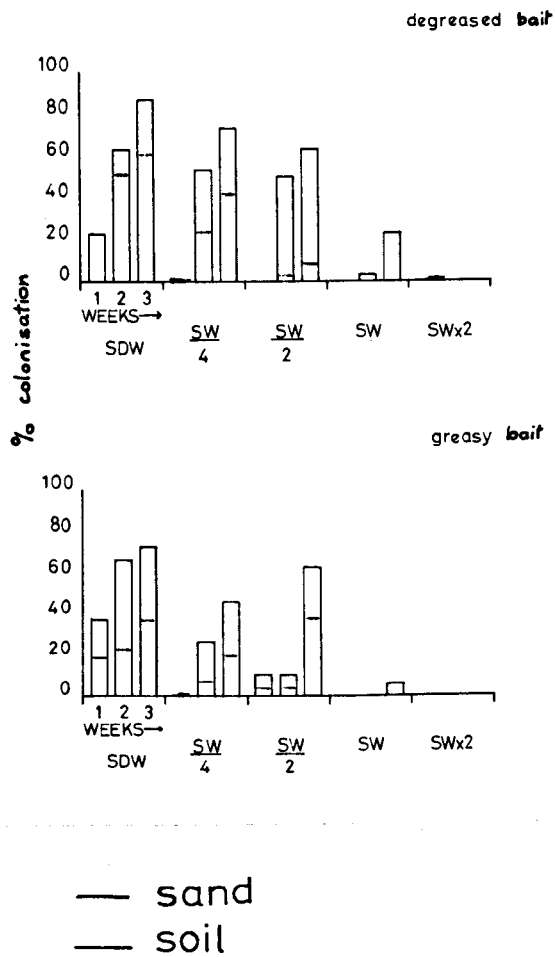 degreased bait
100
80
60
40
20
0
1 2 3
WEEKS→
SDW
SW/4
SW/2
SW
SWx2
% colonisation
greasy bait
100
80
60
40
20
0
1 2 3
WEEKS→
SDW
SW/4
SW/2
SW
SWx2
sand
soil